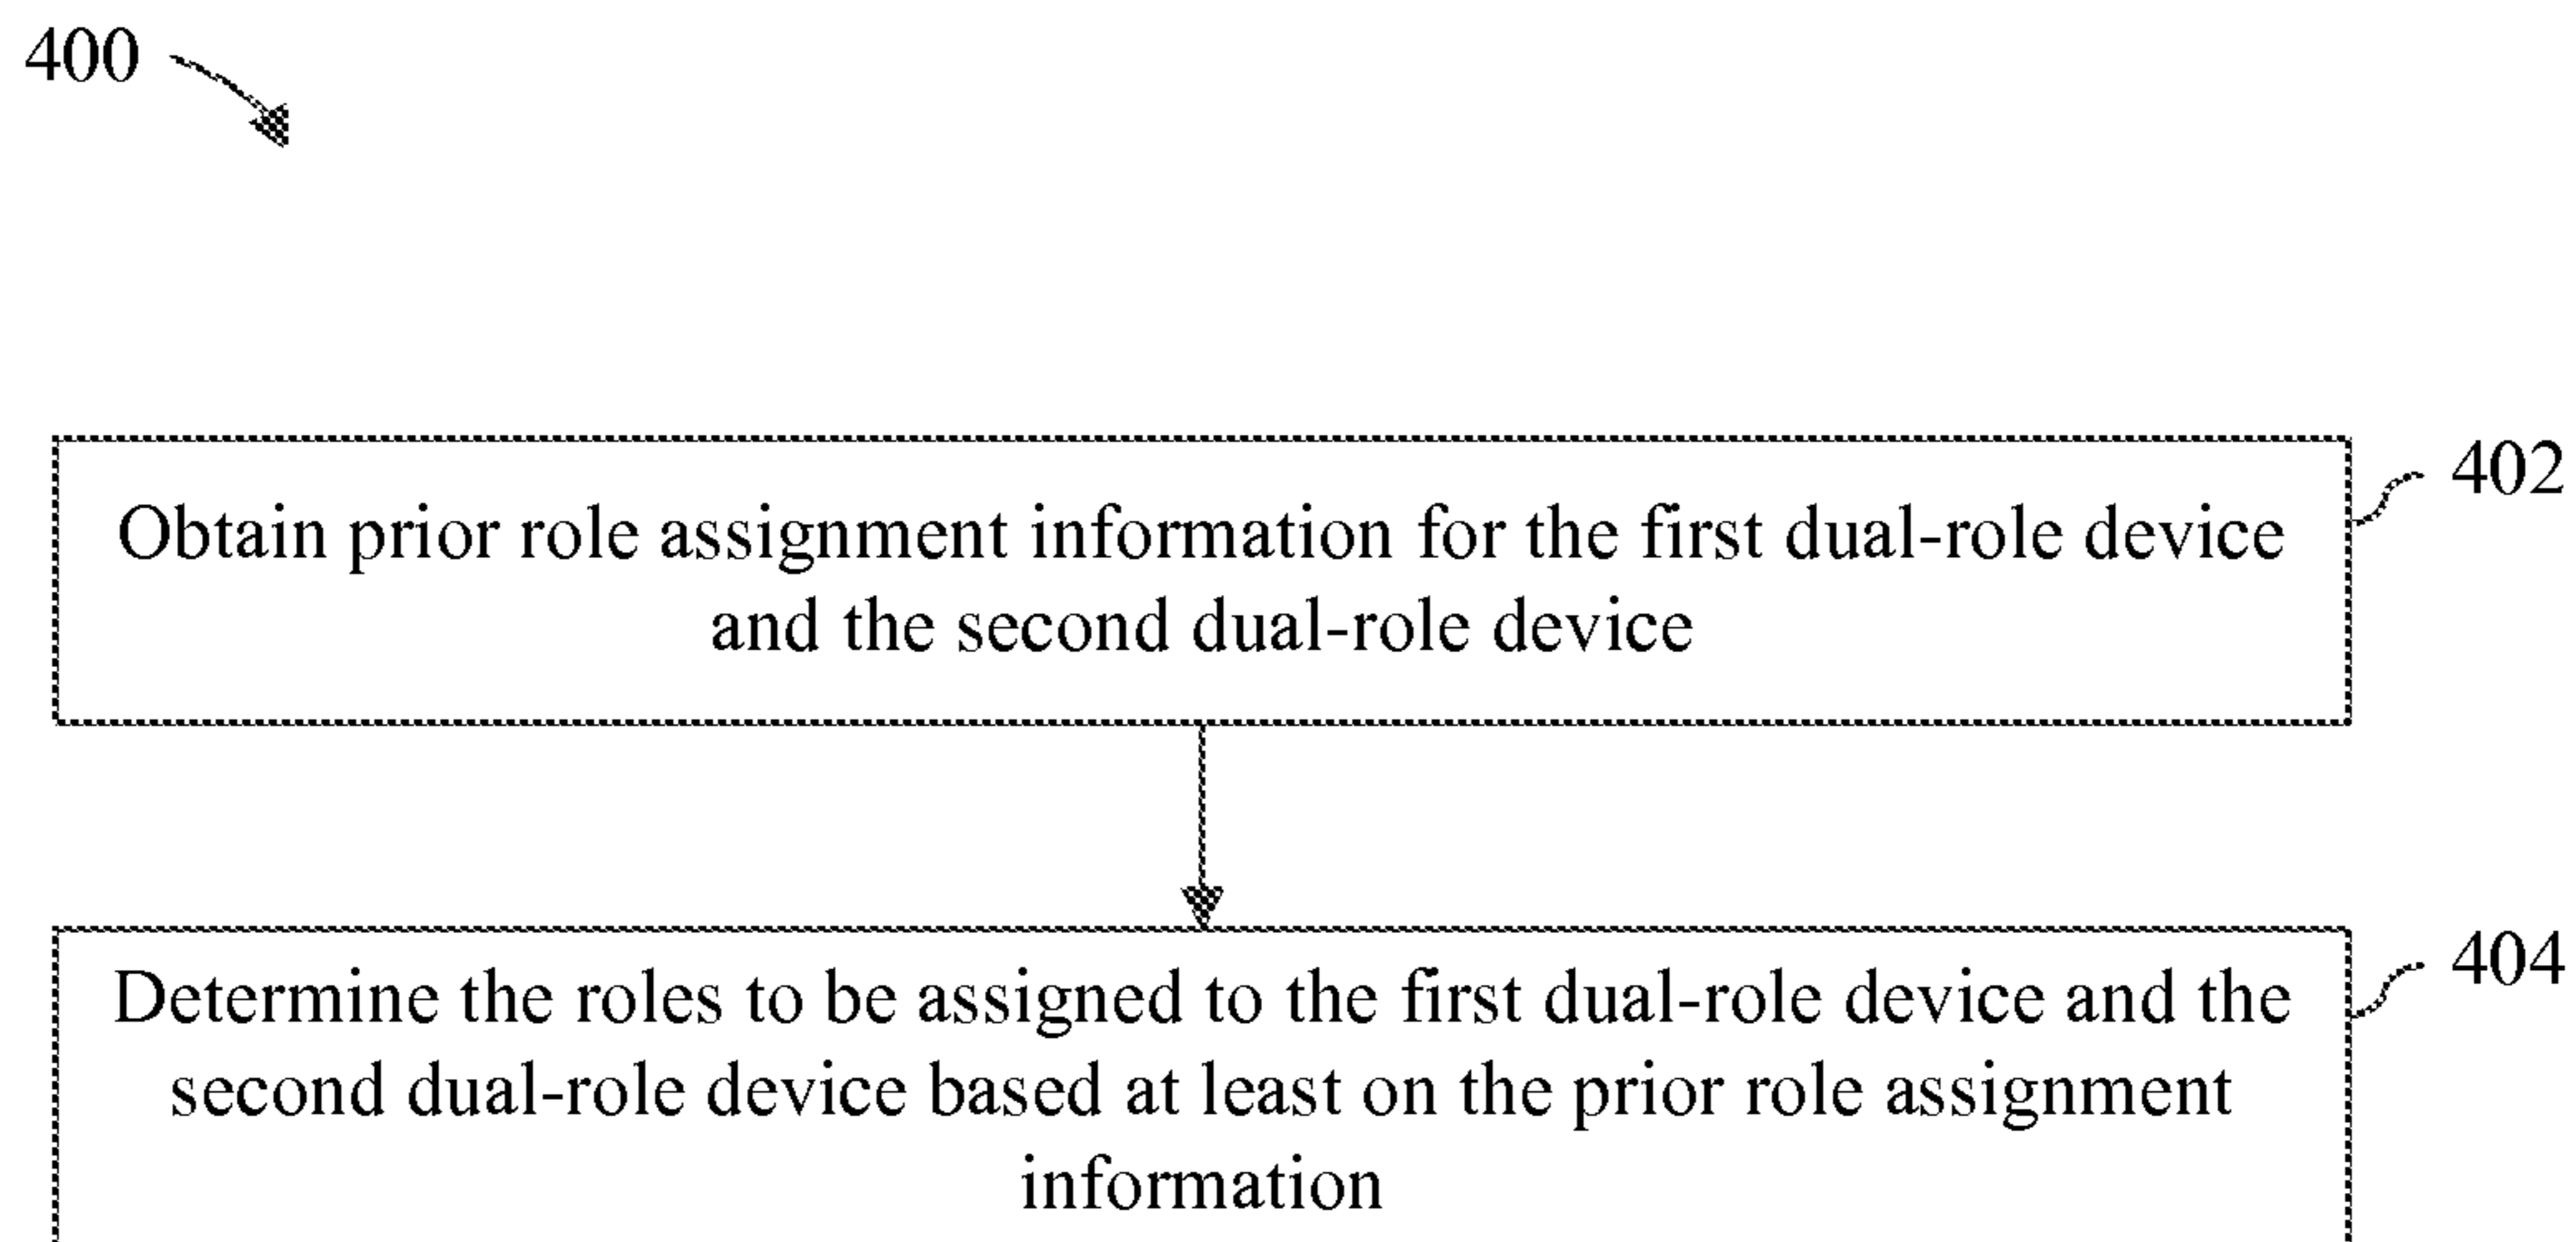 400
402
Obtain prior role assignment information for the first dual-role device
and the second dual-role device
404
Determine the roles to be assigned to the first dual-role device and the
second dual-role device based at least on the prior role assignment
information